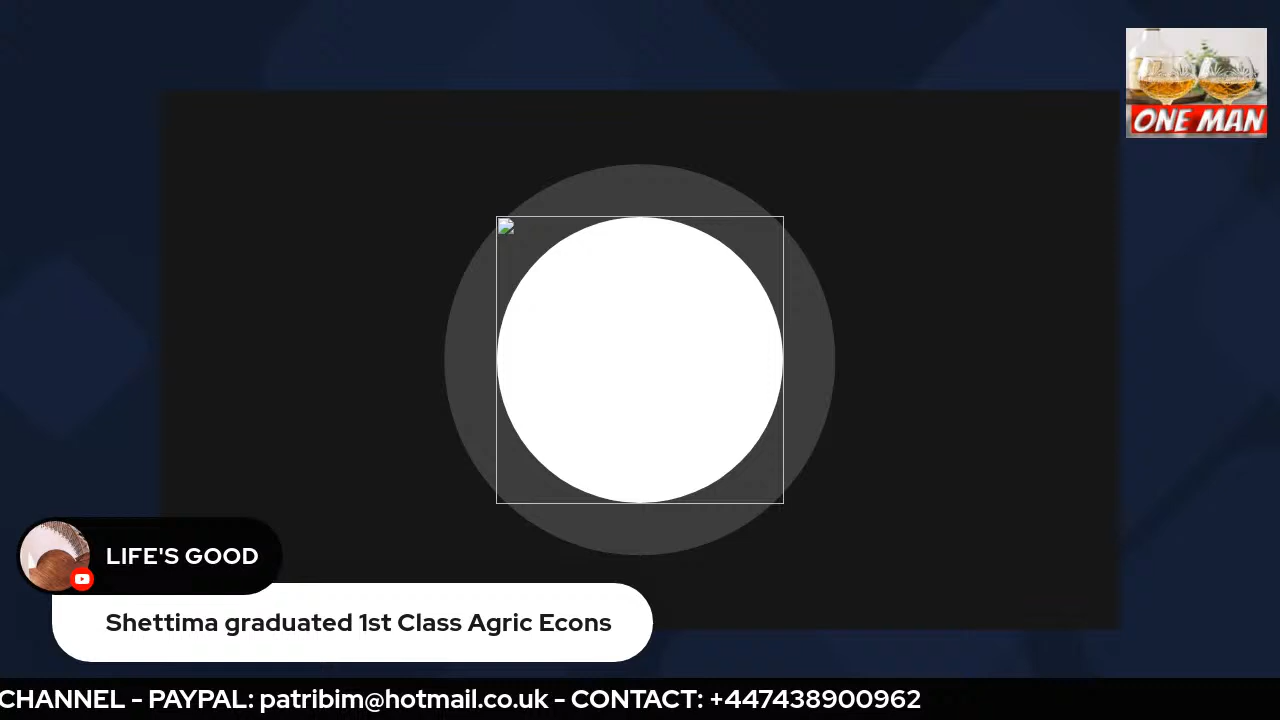 ONE MAN
LIFE'S GOOD
Shettima graduated 1st Class Agric Econs
CHANNEL - PAYPAL: patribim@hotmail.co.uk - CONTACT: +447438900962